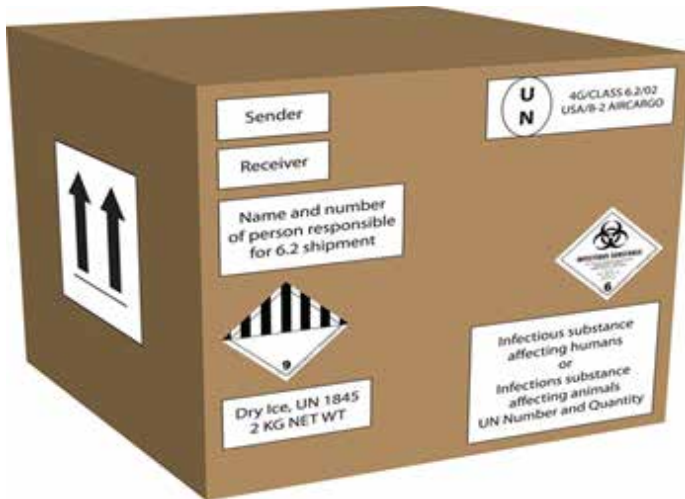 Sender
Receiver
Name and number
of person responsible
for 6.2 shipment
9
Dry Ice, UN 1845
2 KG NET WT
U
N
4G/CLASS 6.2/02
USA/B-2 AIRCARGO
INFECTIOUS SUBSTANCE
6
Infectious substance
affecting humans
or
Infections substance
affecting animals
UN Number and Quantity